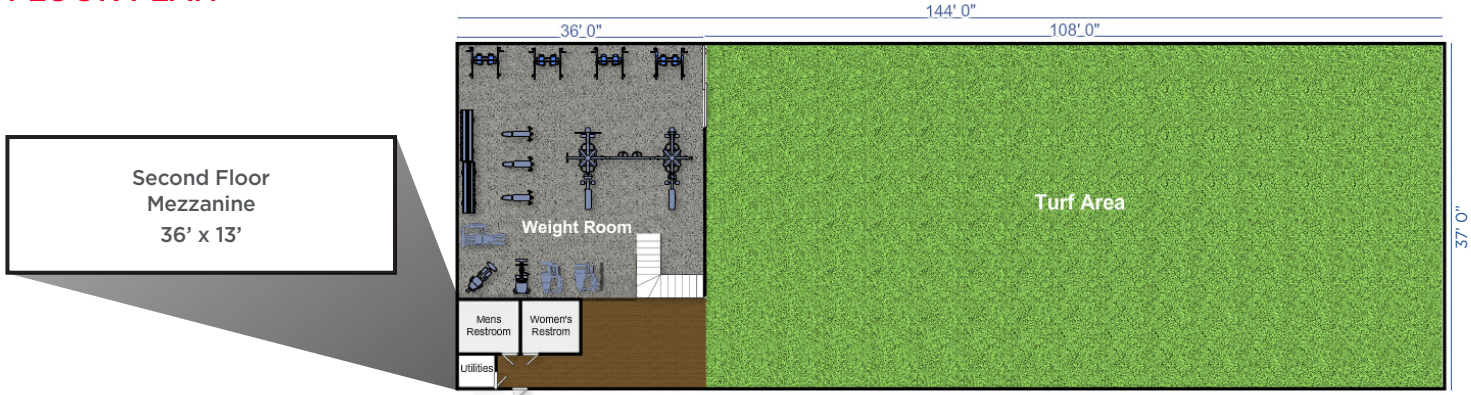 144' 0"
36' 0"
108' 0"
Second Floor
Mezzanine
36’ x 13’
Weight Room
Turf Area
37' 0"
Mens
Restroom
Women's
Restrom
Utilities